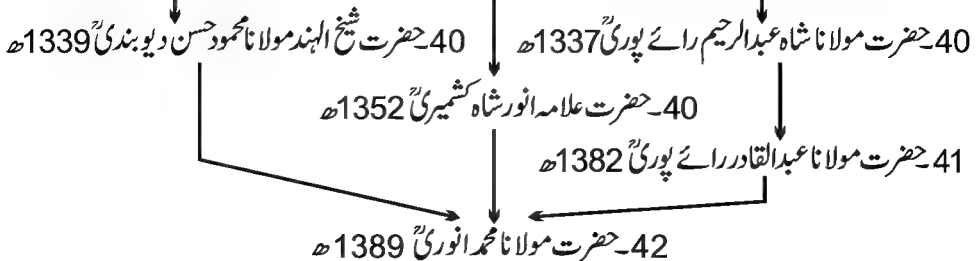 40۔حضرت مولانا شاہ عبدالرحیم رائے پوریؒ 1337ھ
40۔حضرت شیخ الہند مولانا محمود حسن دیوبندیؒ 1339ھ
40۔حضرت علامہ انور شاہ کشمیریؒ 1352ھ
41۔حضرت مولانا عبدالقادر رائے پوریؒ 1382ھ
42۔حضرت مولانا محمد انوریؒ 1389ھ